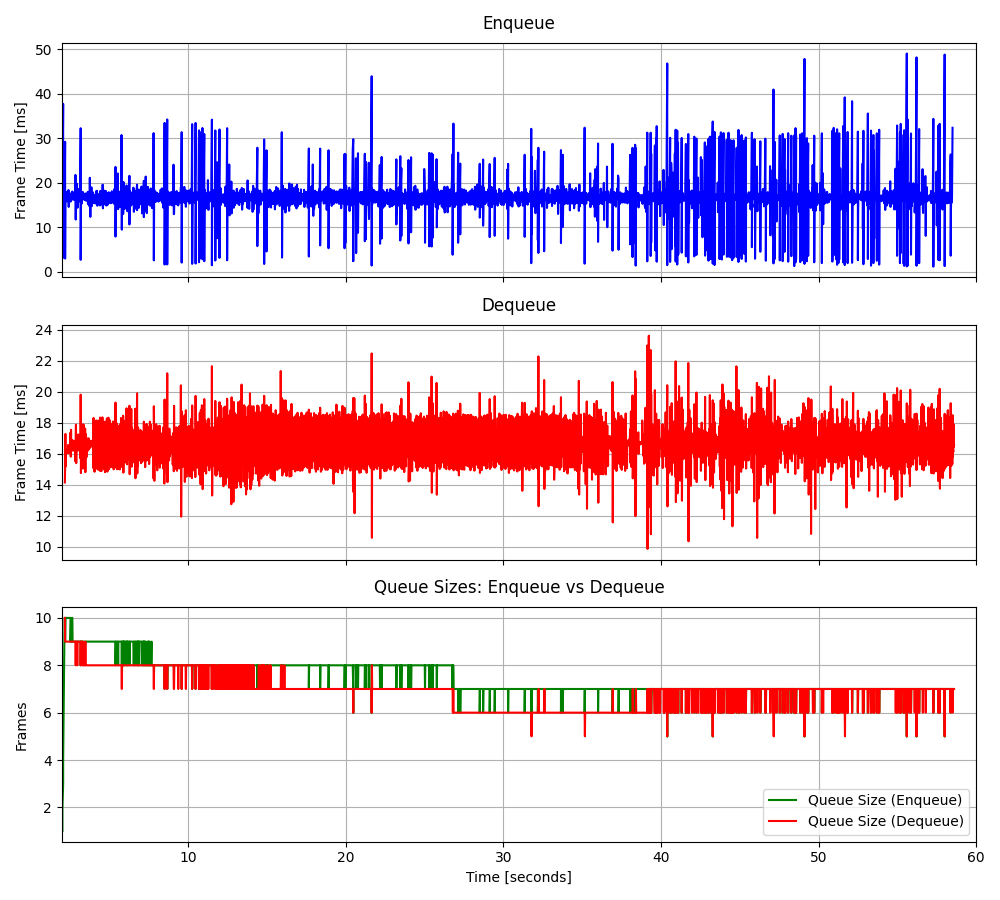 Enqueue
Frame Time [ms]
50
40
30
20
10
0
Dequeue
Frame Time [ms]
24
22
20
18
16
14
12
10
Queue Sizes: Enqueue vs Dequeue
Frames
10
8
6
4
2
Queue Size (Enqueue)
Queue Size (Dequeue)
10 20 30 40 50 60
Time [seconds]